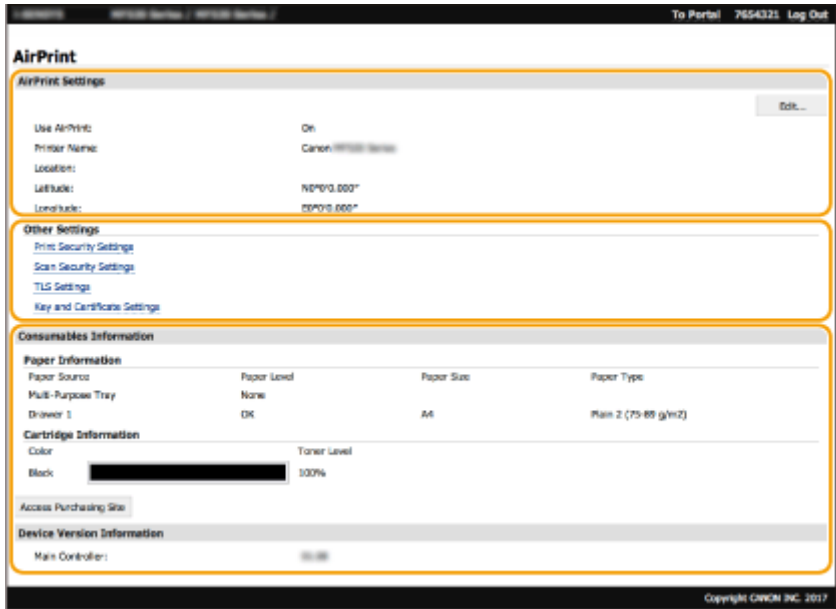 To Portal 7654321 Log Out
AirPrint
AirPrint Settings
Edit...
Use AirPrint: On
Printer Name: Canon
Location:
Latitude: N0°0'0.000"
Longitude: E0°0'0.000"
Other Settings
Print Security Settings
Scan Security Settings
TLS Settings
Key and Certificate Settings
Consumables Information
Paper Information
Paper Source Paper Level Paper Size Paper Type
Multi-Purpose Tray None
Drawer 1 OK A4 Plain 2 (75-89 g/m2)
Cartridge Information
Color Toner Level
Black 100%
Access Purchasing Site
Device Version Information
Main Controller:
Copyright CANON INC. 2017